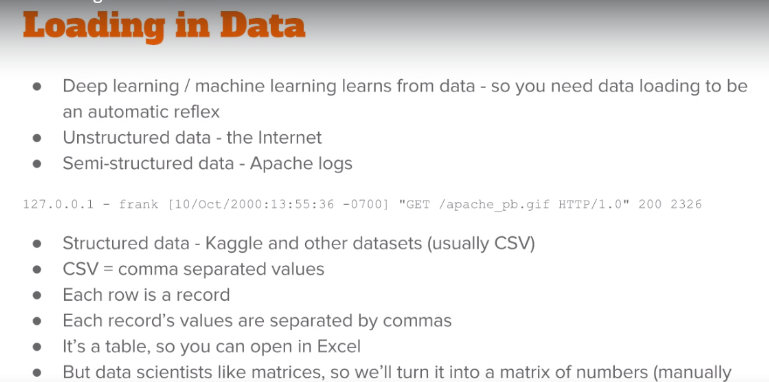 Loading in Data
● Deep learning / machine learning learns from data - so you need data loading to be
an automatic reflex
● Unstructured data - the Internet
● Semi-structured data - Apache logs
127.0.0.1 - frank [10/Oct/2000:13:55:36 -0700] "GET /apache_pb.gif HTTP/1.0" 200 2326
● Structured data - Kaggle and other datasets (usually CSV)
● CSV = comma separated values
● Each row is a record
● Each record's values are separated by commas
● It's a table, so you can open in Excel
● But data scientists like matrices, so we'll turn it into a matrix of numbers (manually